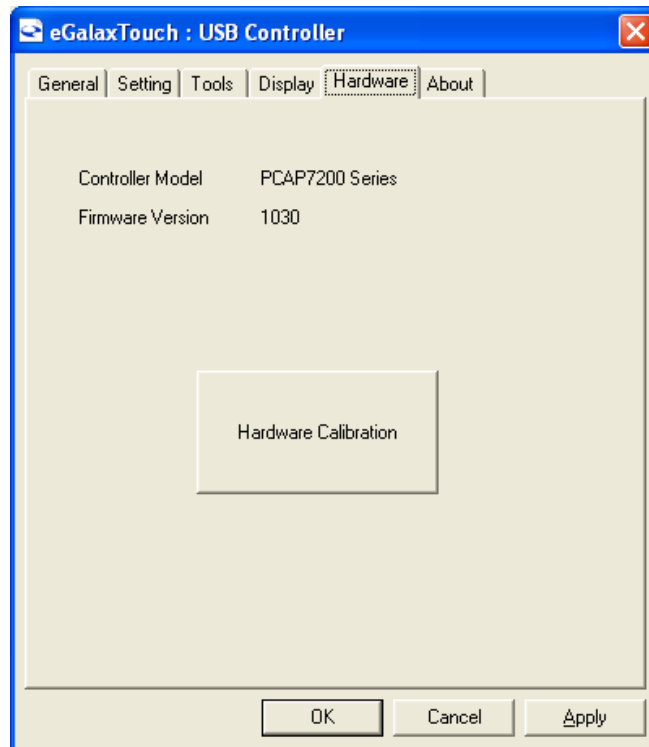 eGalaxTouch : USB Controller
General Setting Tools Display Hardware About
Controller Model PCAP7200 Series
Firmware Version 1030
Hardware Calibration
OK Cancel Apply